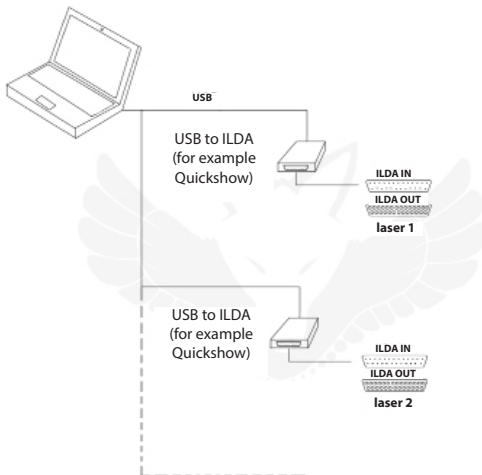 USB
USB to ILDA
(for example
Quickshow)
ILDA IN
ILDA OUT
laser 1
USB to ILDA
(for example
Quickshow)
ILDA IN
ILDA OUT
laser 2